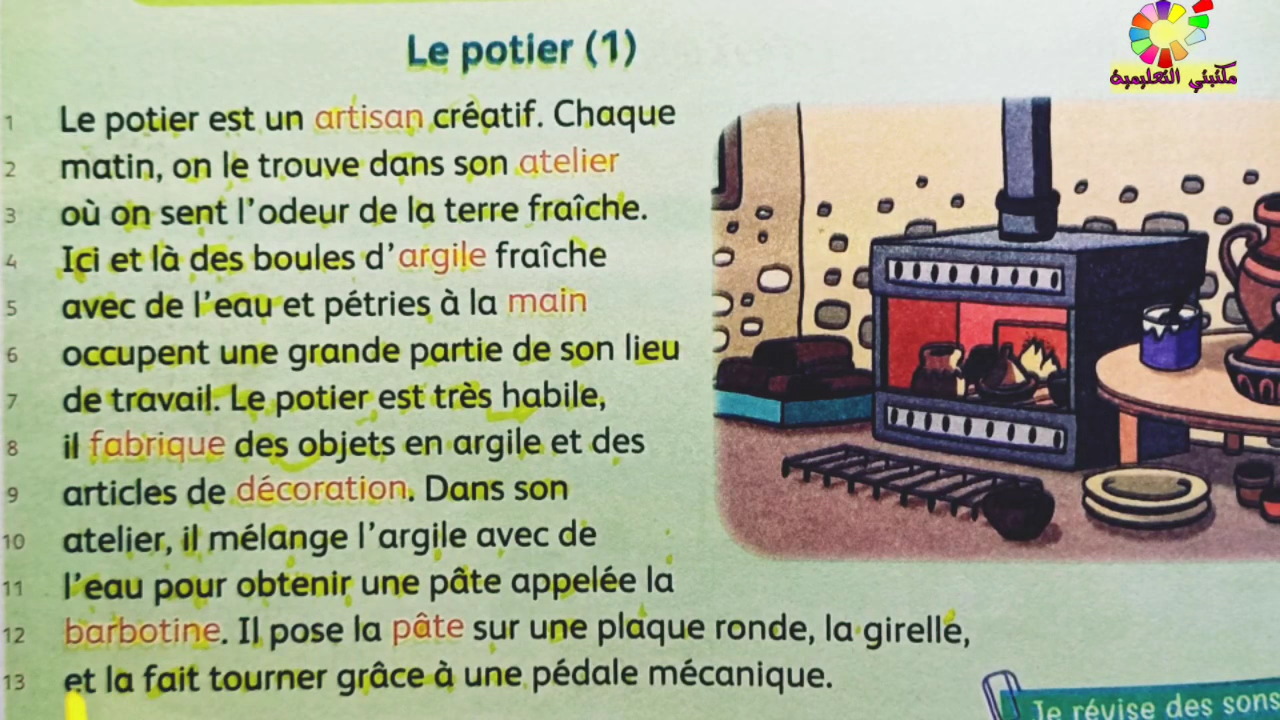 Le potier (1)
مكتبتي التعليمية
1 Le potier est un artisan créatif. Chaque
2 matin, on le trouve dans son atelier
3 où on sent l'odeur de la terre fraîche.
4 Ici et là des boules d'argile fraîche
5 avec de l'eau et pétries à la main
6 occupent une grande partie de son lieu
7 de travail. Le potier est très habile,
8 il fabrique des objets en argile et des
9 articles de décoration. Dans son
10 atelier, il mélange l'argile avec de
11 l'eau pour obtenir une pâte appelée la
12 barbotine. Il pose la pâte sur une plaque ronde, la girelle,
13 et la fait tourner grâce à une pédale mécanique.
Je révise des sons